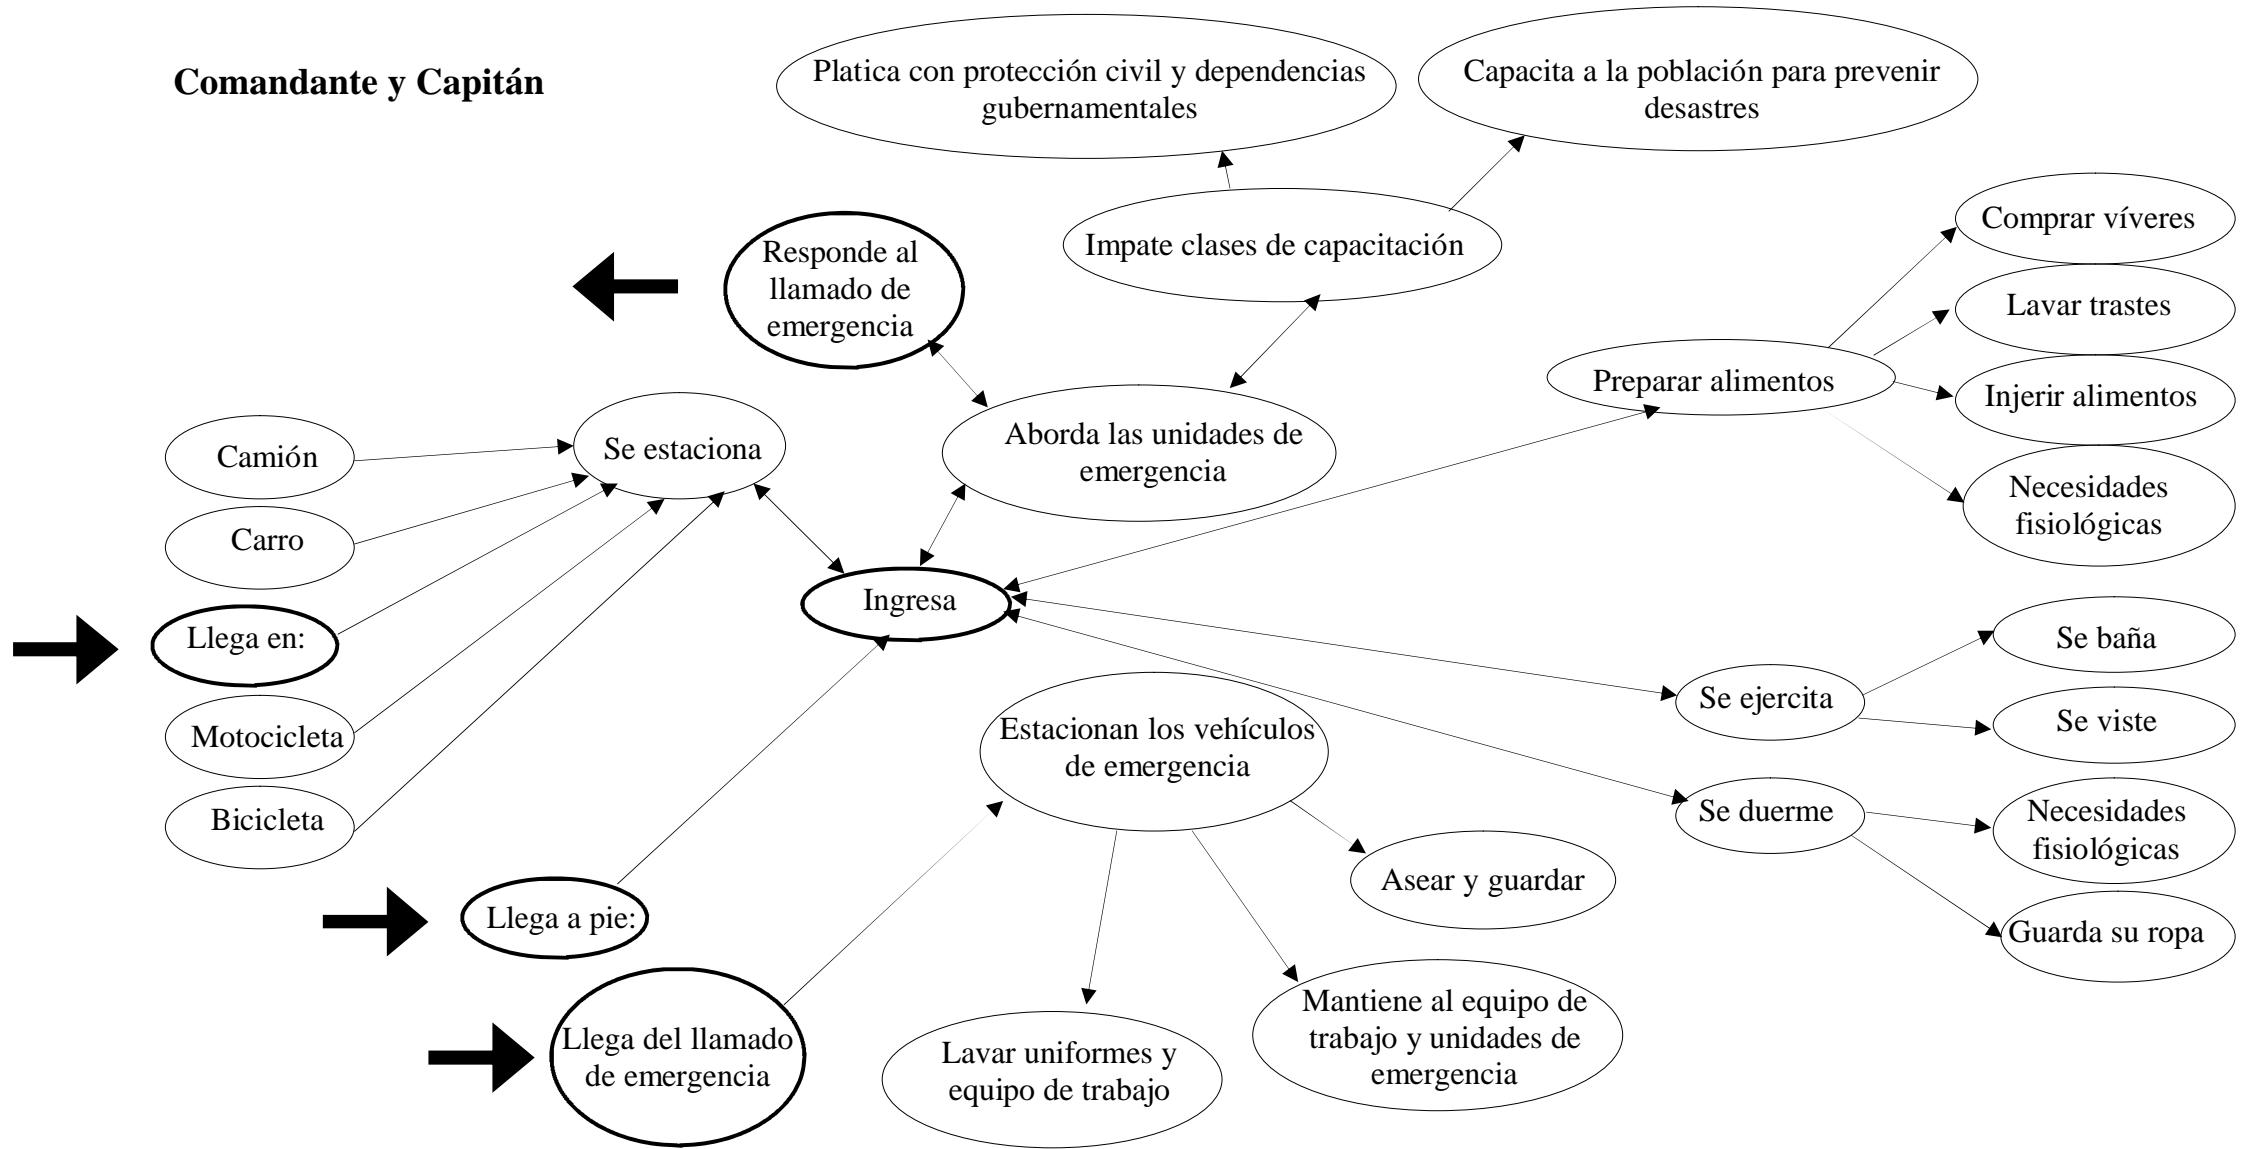 Comandante y Capitán
Platica con protección civil y dependencias
gubernamentales
Capacita a la población para prevenir
desastres
Responde al
llamado de
emergencia
Impate clases de capacitación
Comprar víveres
Lavar trastes
Preparar alimentos
Injerir alimentos
Necesidades
fisiológicas
Camión
Se estaciona
Aborda las unidades de
emergencia
Carro
Ingresa
Llega en:
Motocicleta
Bicicleta
Se baña
Se ejercita
Se viste
Estacionan los vehículos
de emergencia
Se duerme
Necesidades
fisiológicas
Guarda su ropa
Asear y guardar
Llega a pie:
Llega del llamado
de emergencia
Lavar uniformes y
equipo de trabajo
Mantiene al equipo de
trabajo y unidades de
emergencia